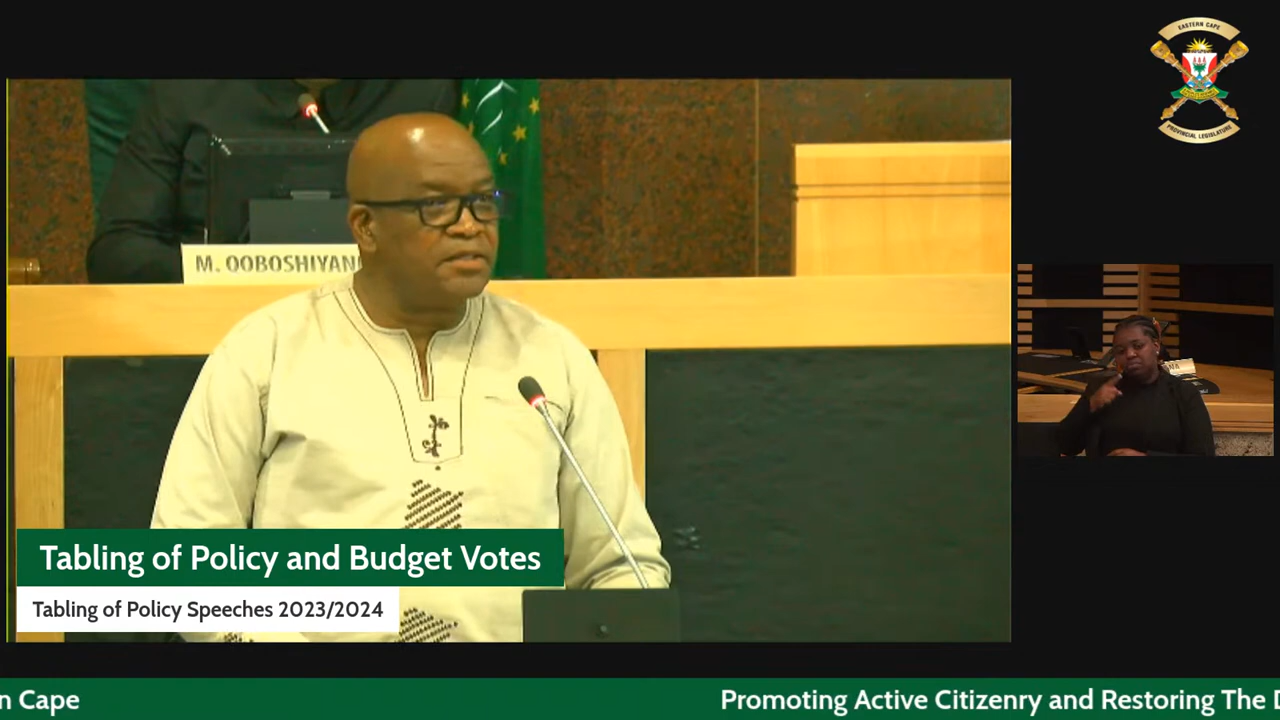 EASTERN CAPE
PROVINCIAL LEGISLATURE
M. QOBOSHIYAN
Tabling of Policy and Budget Votes
Tabling of Policy Speeches 2023/2024
n Cape
Promoting Active Citizenry and Restoring The D